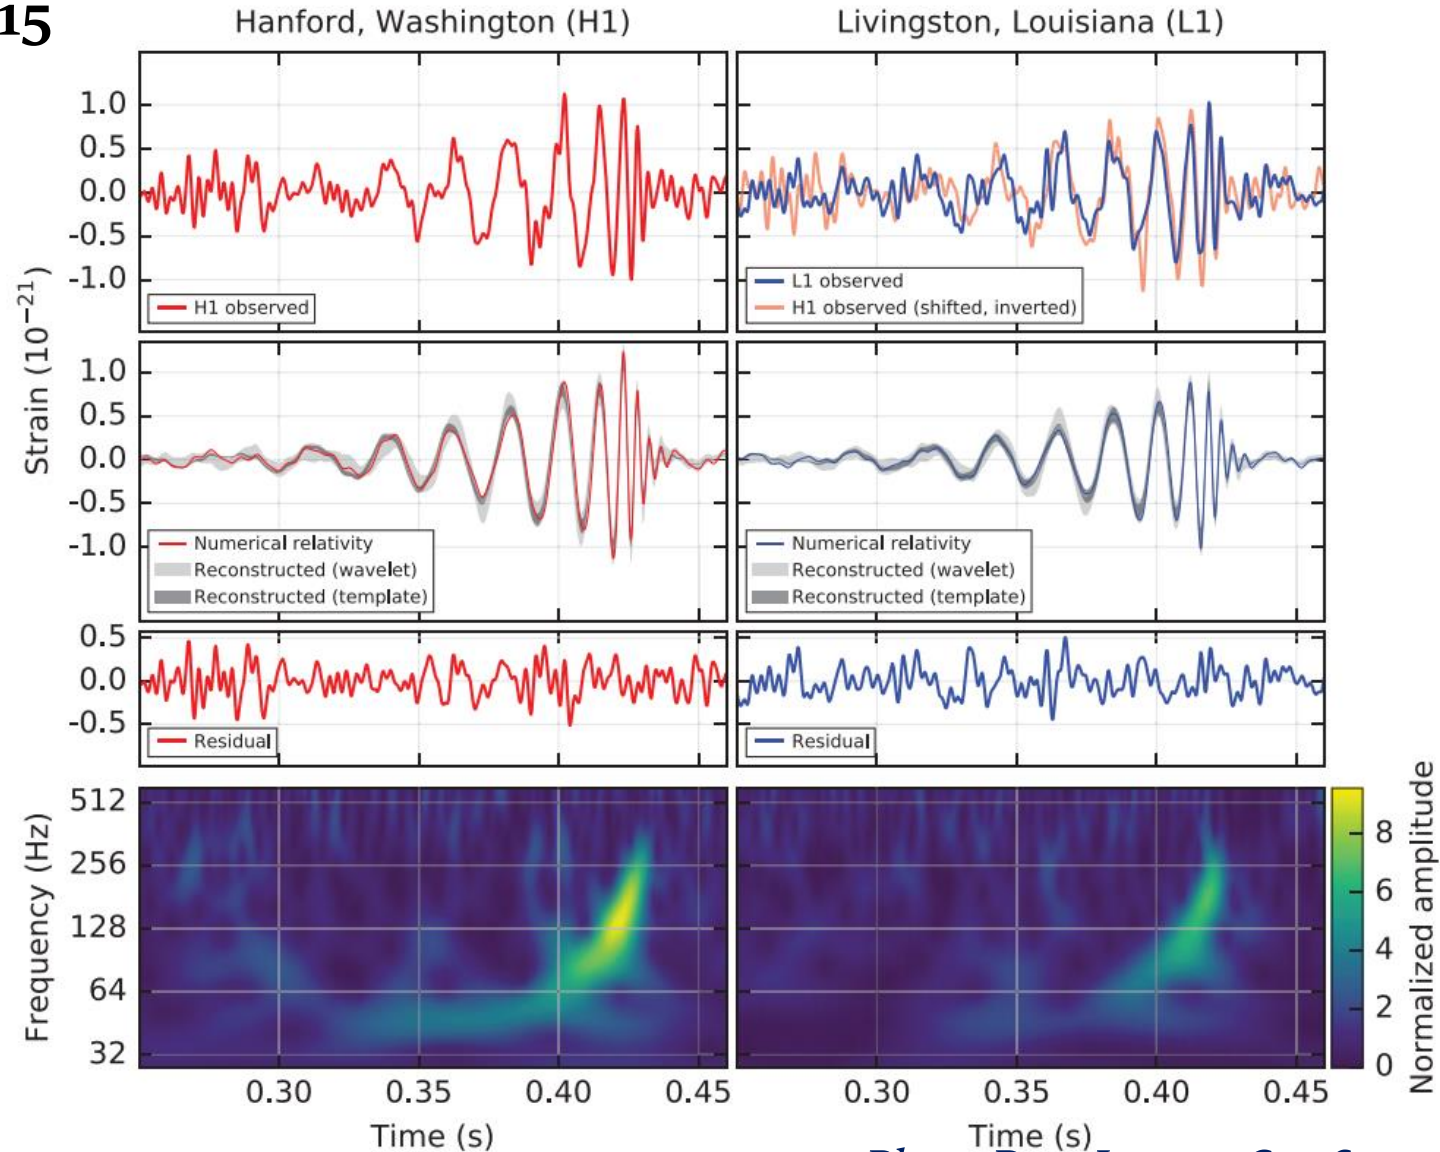 15
Hanford, Washington (H1)
Livingston, Louisiana (L1)
Strain (10⁻²¹)
1.0
0.5
0.0
-0.5
-1.0
H1 observed
L1 observed
H1 observed (shifted, inverted)
1.0
0.5
0.0
-0.5
-1.0
Numerical relativity
Reconstructed (wavelet)
Reconstructed (template)
Numerical relativity
Reconstructed (wavelet)
Reconstructed (template)
0.5
0.0
-0.5
Residual
Residual
Frequency (Hz)
512
256
128
64
32
0.30 0.35 0.40 0.45
Time (s)
0.30 0.35 0.40 0.45
Time (s)
8
6
4
2
0
Normalized amplitude